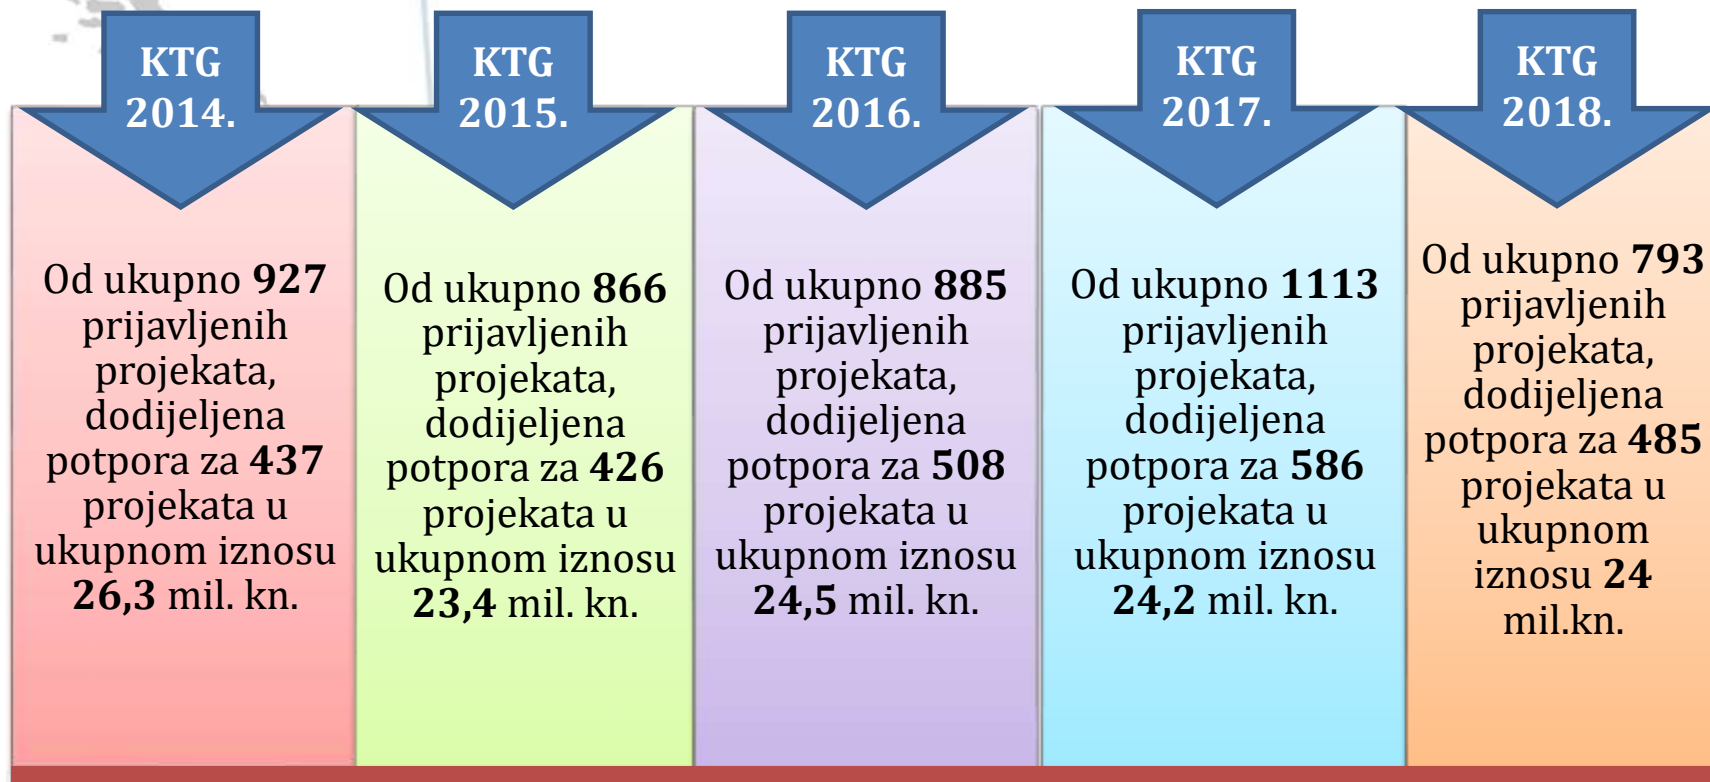 KTG
2014.
Od ukupno 927
prijavljenih
projekata,
dodijeljena
potpora za 437
projekata u
ukupnom iznosu
26,3 mil. kn.
KTG
2015.
Od ukupno 866
prijavljenih
projekata,
dodijeljena
potpora za 426
projekata u
ukupnom iznosu
23,4 mil. kn.
KTG
2016.
Od ukupno 885
prijavljenih
projekata,
dodijeljena
potpora za 508
projekata u
ukupnom iznosu
24,5 mil. kn.
KTG
2017.
Od ukupno 1113
prijavljenih
projekata,
dodijeljena
potpora za 586
projekata u
ukupnom iznosu
24,2 mil. kn.
KTG
2018.
Od ukupno 793
prijavljenih
projekata,
dodijeljena
potpora za 485
projekata u
ukupnom
iznosu 24
mil.kn.